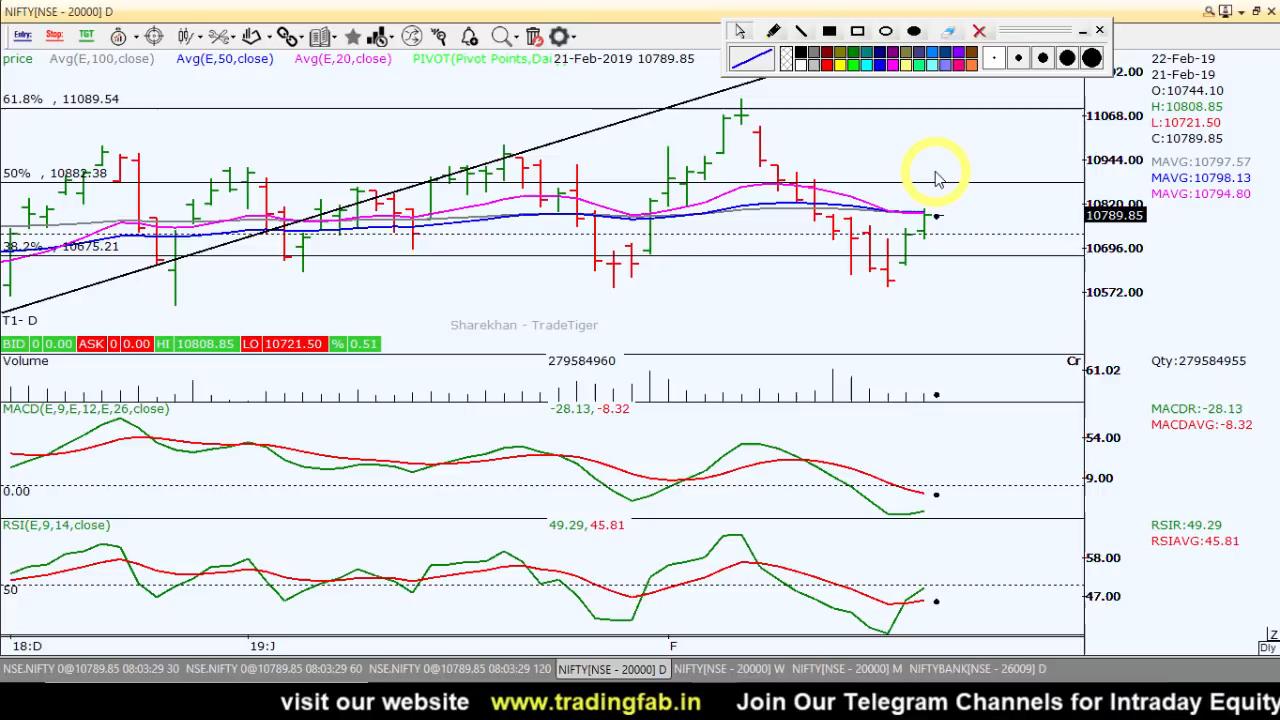 NIFTY[NSE - 20000] D
Entry: Stop: TGT:
price Avg(E,100,close) Avg(E,50,close) Avg(E,20,close) PIVOT(Pivot Points,Dai 21-Feb-2019 10789.85
61.8% , 11089.54
50% , 10882.38
38.2% , 10675.21
T1- D
Sharekhan - TradeTiger
BID 0 0.00 ASK 0 0.00 HI 10808.85 LO 10721.50 % 0.51
11068.00
10944.00
10820.00
10789.85
10696.00
10572.00
22-Feb-19
21-Feb-19
O:10744.10
H:10808.85
L:10721.50
C:10789.85
MAVG:10797.57
MAVG:10798.13
MAVG:10794.80
Volume 279584960 Cr
61.02
Qty:279584955
MACD(E,9,E,12,E,26,close) -28.13, -8.32
54.00
9.00
0.00
MACDR:-28.13
MACDAVG:-8.32
RSI(E,9,14,close) 49.29, 45.81
58.00
47.00
50
RSIR:49.29
RSIAVG:45.81
18:D 19:J F
Z
Dly
NSE.NIFTY 0@10789.85 08:03:29 30 NSE.NIFTY 0@10789.85 08:03:29 60 NSE.NIFTY 0@10789.85 08:03:29 120 NIFTY[NSE - 20000] D NIFTY[NSE - 20000] W NIFTY[NSE - 20000] M NIFTYBANK[NSE - 26009] D
visit our website www.tradingfab.in Join Our Telegram Channels for Intraday Equity